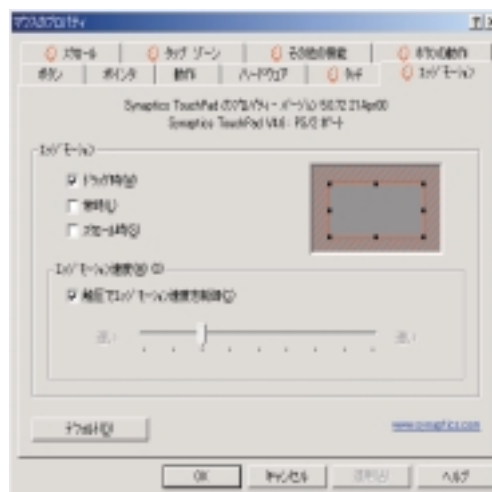 マウスのプロパティ
スクロール タップ ゾーン その他の機能 ボタンの動作
ボタン ポインタ 動作 ハードウェア タッチ エッジ モーション
Synaptics TouchPad のプロパティ - バージョン 5.0.72 21Apr00
Synaptics TouchPad V4.6 : PS/2 ポート
エッジ モーション
ドラッグ時(W)
常時(L)
スクロール時(S)
エッジ モーション速度(M) (D)
触圧でエッジ モーション速度を制御(C)
遅い 速い
デフォルト(D) www.synaptics.com
OK キャンセル 適用(A) ヘルプ